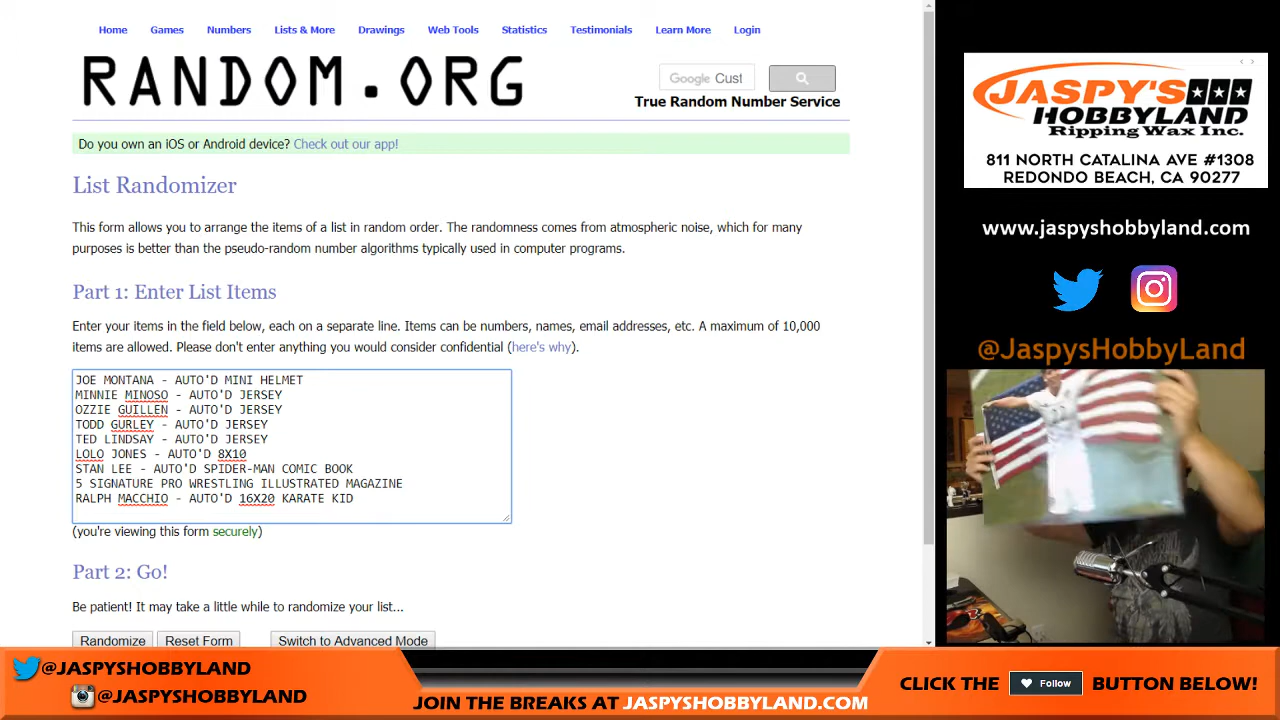 Home Games Numbers Lists & More Drawings Web Tools Statistics Testimonials Learn More Login
RANDOM.ORG
Google Cust
True Random Number Service
Do you own an iOS or Android device? Check out our app!
List Randomizer
This form allows you to arrange the items of a list in random order. The randomness comes from atmospheric noise, which for many
purposes is better than the pseudo-random number algorithms typically used in computer programs.
Part 1: Enter List Items
Enter your items in the field below, each on a separate line. Items can be numbers, names, email addresses, etc. A maximum of 10,000
items are allowed. Please don't enter anything you would consider confidential (here's why).
JOE MONTANA - AUTO'D MINI HELMET
MINNIE MINOSO - AUTO'D JERSEY
OZZIE GUILLEN - AUTO'D JERSEY
TODD GURLEY - AUTO'D JERSEY
TED LINDSAY - AUTO'D JERSEY
LOLO JONES - AUTO'D 8X10
STAN LEE - AUTO'D SPIDER-MAN COMIC BOOK
5 SIGNATURE PRO WRESTLING ILLUSTRATED MAGAZINE
RALPH MACCHIO - AUTO'D 16X20 KARATE KID
(you're viewing this form securely)
Part 2: Go!
Be patient! It may take a little while to randomize your list...
Randomize Reset Form Switch to Advanced Mode
JASPY'S
HOBBYLAND
Ripping Wax Inc.
811 NORTH CATALINA AVE #1308
REDONDO BEACH, CA 90277
www.jaspyshobbyland.com
@JaspysHobbyLand
@JASPYSHOBBYLAND
@JASPYSHOBBYLAND
JOIN THE BREAKS AT JASPYSHOBBYLAND.COM
CLICK THE Follow BUTTON BELOW!